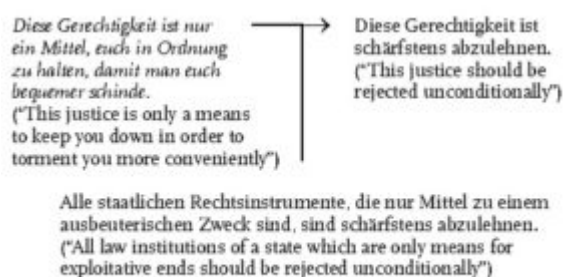 Diese Gerechtigkeit ist nur
ein Mittel, euch in Ordnung
zu halten, damit man euch
bequemer schinde.
("This justice is only a means
to keep you down in order to
torment you more conveniently")
Diese Gerechtigkeit ist
schärfstens abzulehnen.
("This justice should be
rejected unconditionally")
Alle staatlichen Rechtsinstrumente, die nur Mittel zu einem
ausbeuterischen Zweck sind, sind schärfstens abzulehnen.
("All law institutions of a state which are only means for
exploitative ends should be rejected unconditionally")